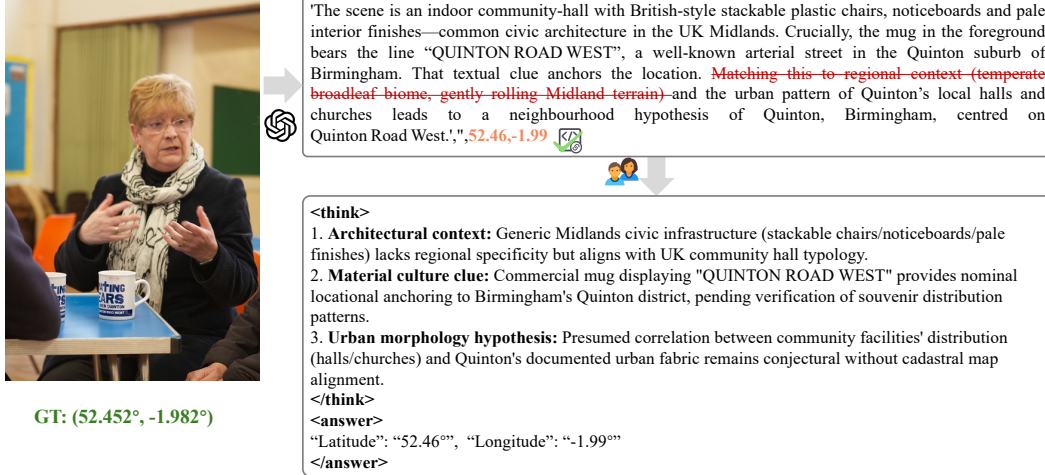 'The scene is an indoor community-hall with British-style stackable plastic chairs, noticeboards and pale
interior finishes—common civic architecture in the UK Midlands. Crucially, the mug in the foreground
bears the line “QUINTON ROAD WEST”, a well-known arterial street in the Quinton suburb of
Birmingham. That textual clue anchors the location. Matching this to regional context (temperate
broadleaf biome, gently rolling Midland terrain) and the urban pattern of Quinton’s local halls and
churches leads to a neighbourhood hypothesis of Quinton, Birmingham, centred on
Quinton Road West.',",52.46,-1.99
<think>
1. Architectural context: Generic Midlands civic infrastructure (stackable chairs/noticeboards/pale
finishes) lacks regional specificity but aligns with UK community hall typology.
2. Material culture clue: Commercial mug displaying "QUINTON ROAD WEST" provides nominal
locational anchoring to Birmingham's Quinton district, pending verification of souvenir distribution
patterns.
3. Urban morphology hypothesis: Presumed correlation between community facilities' distribution
(halls/churches) and Quinton's documented urban fabric remains conjectural without cadastral map
alignment.
</think>
<answer>
“Latitude”: “52.46°”, “Longitude”: “-1.99°”
</answer>
GT: (52.452°, -1.982°)